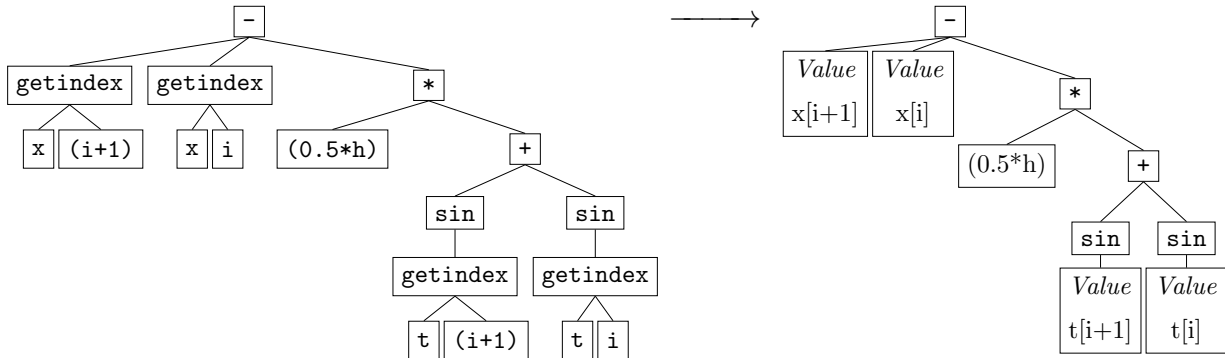 -
getindex getindex *
x (i+1) x i (0.5*h) +
sin sin
getindex getindex
t (i+1) t i
-
Value Value
x[i+1] x[i]
*
(0.5*h) +
sin sin
Value Value
t[i+1] t[i]